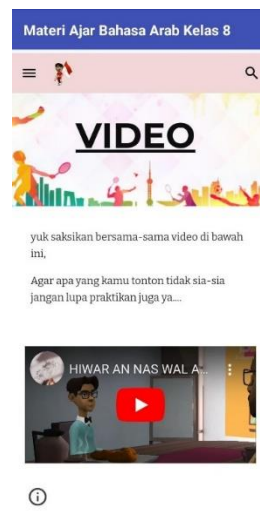 Materi Ajar Bahasa Arab Kelas 8
VIDEO
yuk saksikan bersama-sama video di bawah
ini,
Agar apa yang kamu tonton tidak sia-sia
jangan lupa praktikan juga ya....
HIWAR AN NAS WAL A...